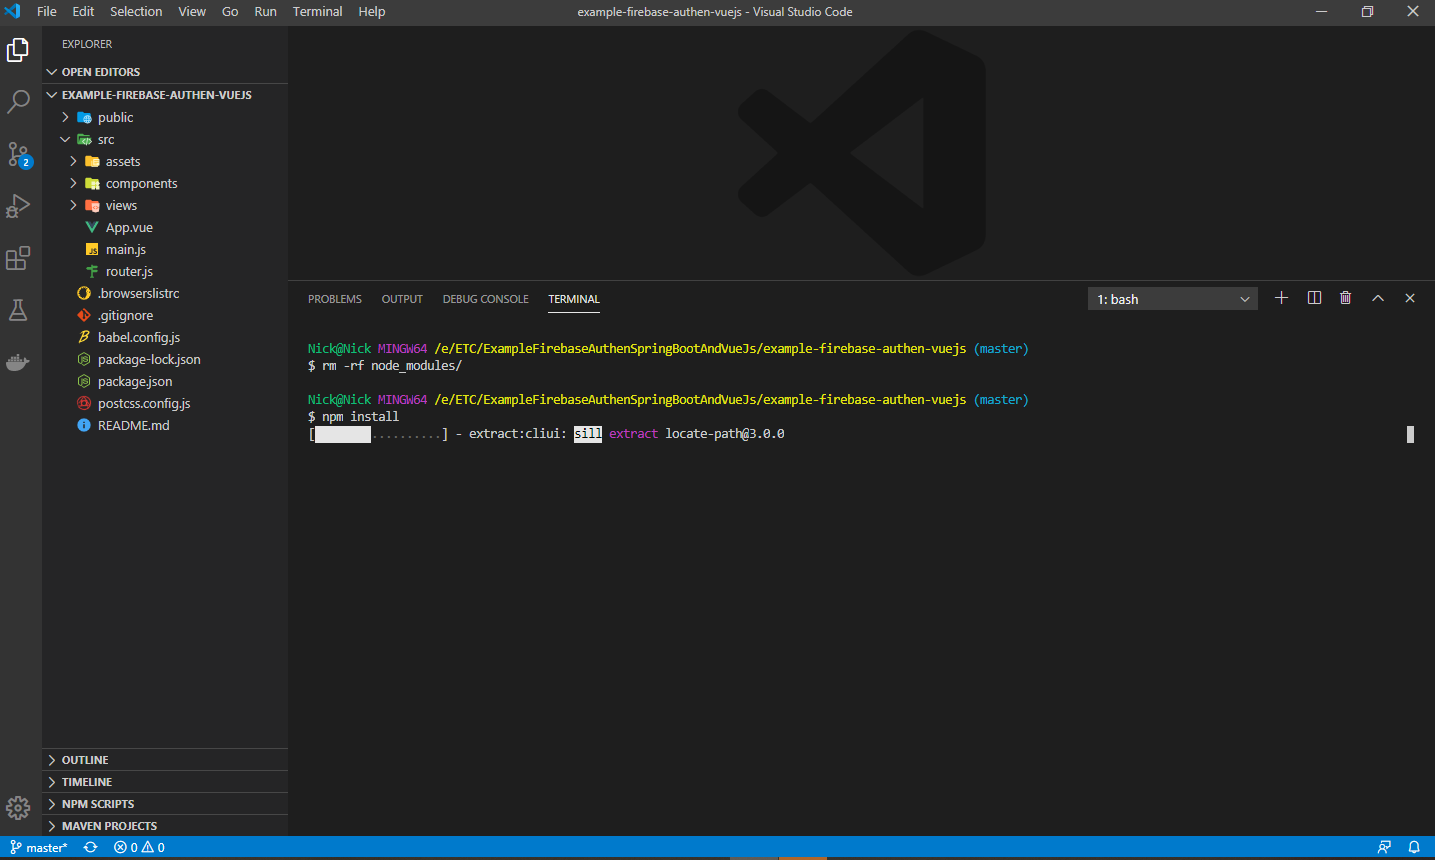 File Edit Selection View Go Run Terminal Help
example-firebase-authen-vuejs - Visual Studio Code
EXPLORER
OPEN EDITORS
EXAMPLE-FIREBASE-AUTHEN-VUEJS
public
src
assets
components
views
App.vue
JS main.js
router.js
.browserslistrc
.gitignore
babel.config.js
package-lock.json
package.json
postcss.config.js
README.md
OUTLINE
TIMELINE
NPM SCRIPTS
MAVEN PROJECTS
2
PROBLEMS OUTPUT DEBUG CONSOLE TERMINAL
1: bash
Nick@Nick MINGW64 /e/ETC/ExampleFirebaseAuthenSpringBootAndVueJs/example-firebase-authen-vuejs (master)
$ rm -rf node_modules/
Nick@Nick MINGW64 /e/ETC/ExampleFirebaseAuthenSpringBootAndVueJs/example-firebase-authen-vuejs (master)
$ npm install
[        ..........] - extract:cliui: sill extract locate-path@3.0.0
master* 0 0